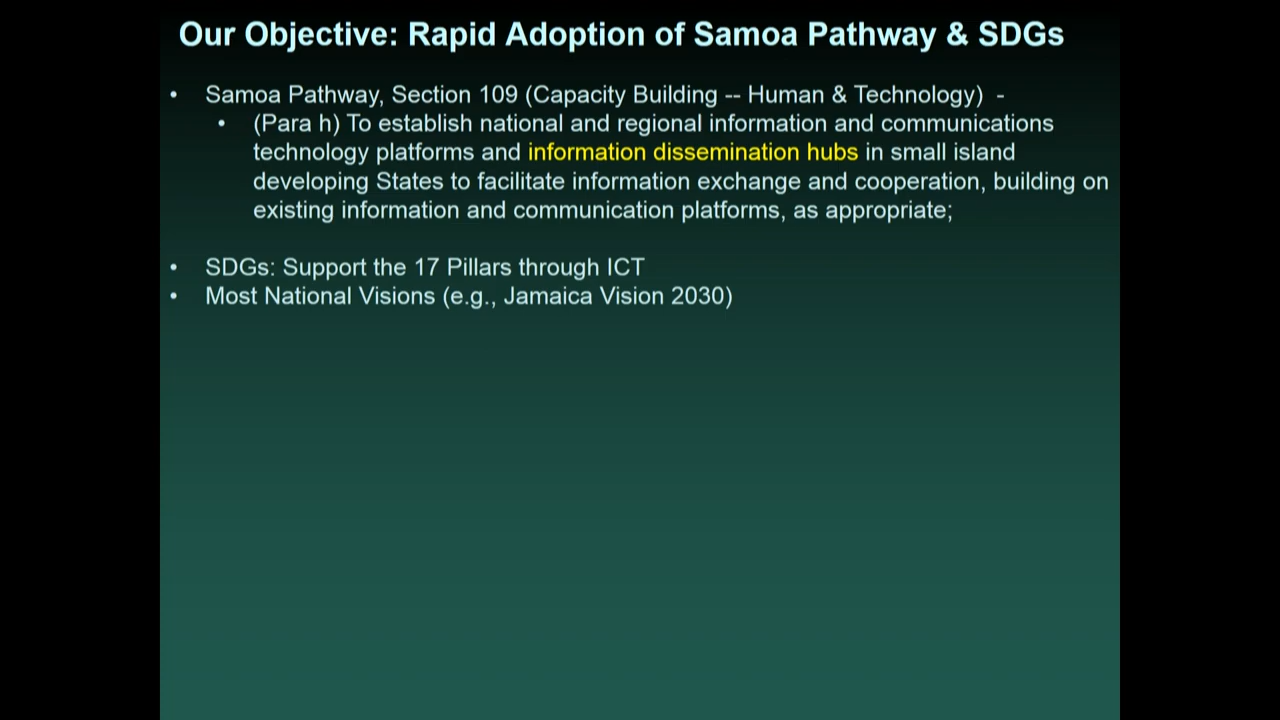 Our Objective: Rapid Adoption of Samoa Pathway & SDGs
• Samoa Pathway, Section 109 (Capacity Building -- Human & Technology)  -
• (Para h) To establish national and regional information and communications
technology platforms and information dissemination hubs in small island
developing States to facilitate information exchange and cooperation, building on
existing information and communication platforms, as appropriate;
• SDGs: Support the 17 Pillars through ICT
• Most National Visions (e.g., Jamaica Vision 2030)